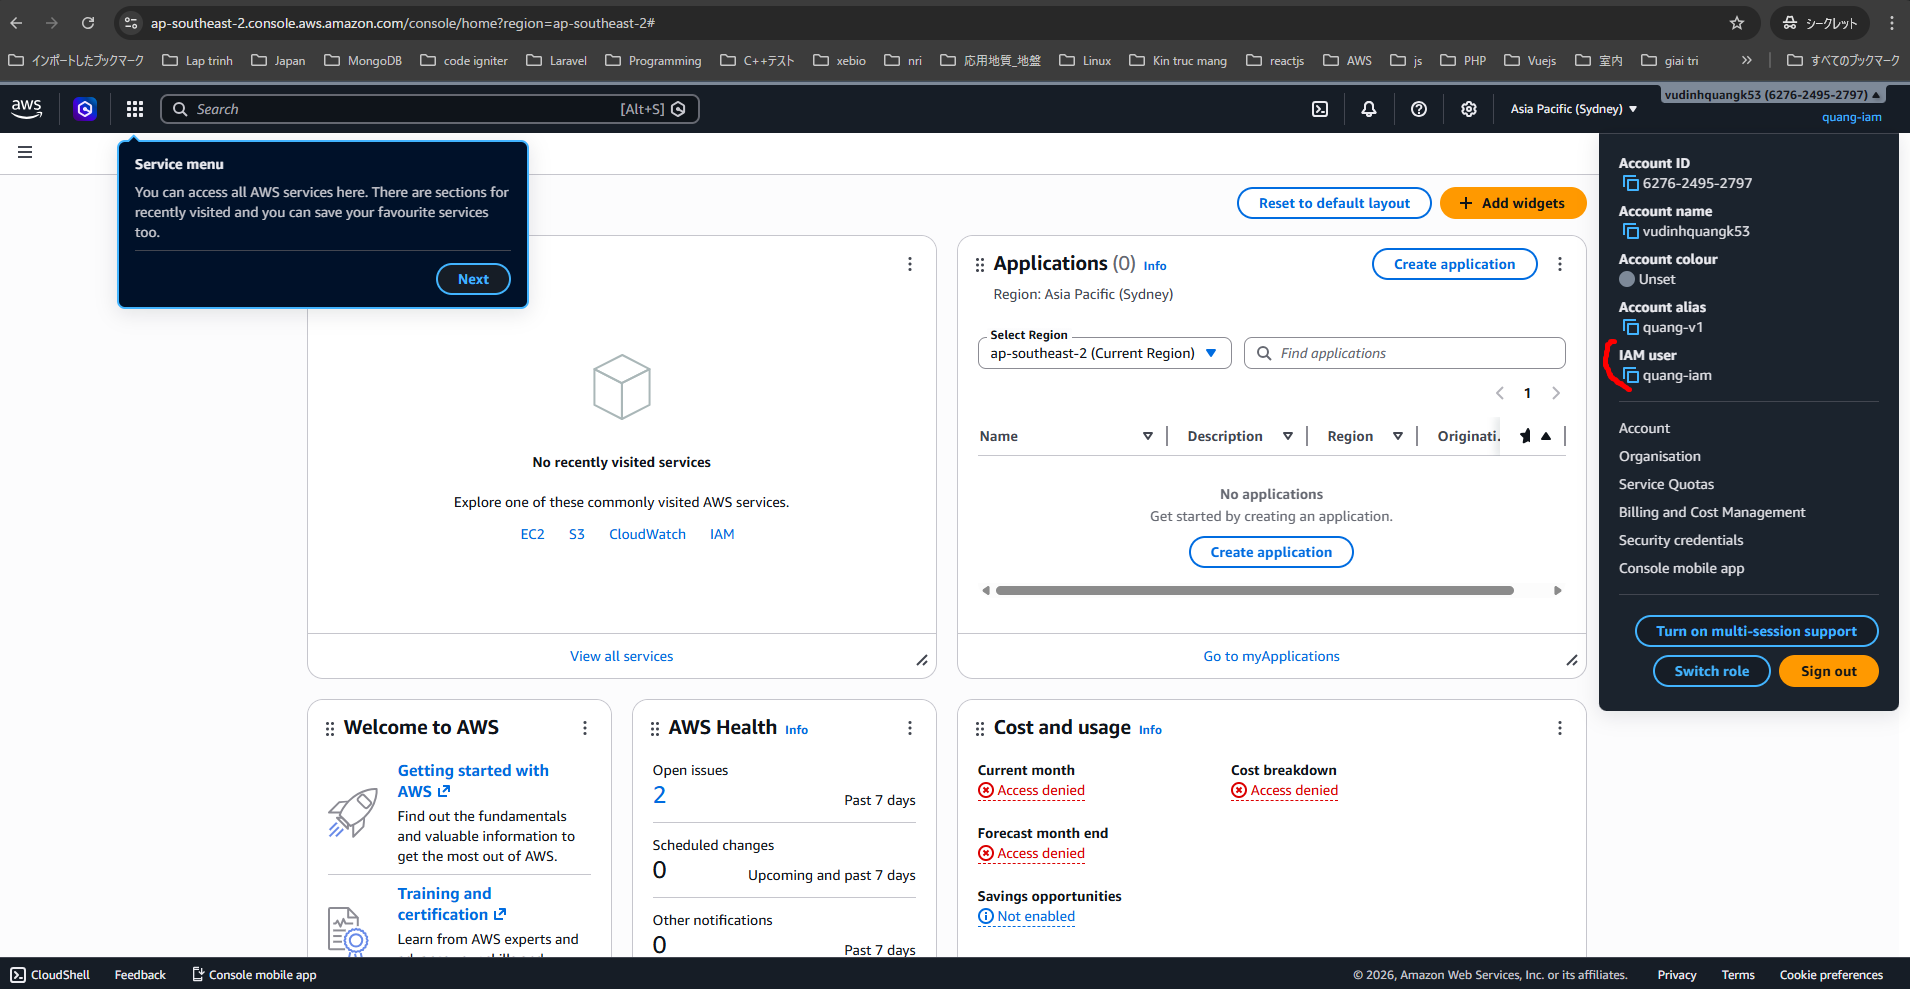 ap-southeast-2.console.aws.amazon.com/console/home?region=ap-southeast-2#
シークレット
インポートしたブックマーク
Lap trinh
Japan
MongoDB
code igniter
Laravel
Programming
C++テスト
xebio
nri
応用地質_地盤
Linux
Kin truc mang
reactjs
AWS
js
PHP
Vuejs
室内
giai tri
すべてのブックマーク
aws
Search
[Alt+S]
Asia Pacific (Sydney)
vudinhquangk53 (6276-2495-2797)
quang-iam
Service menu
You can access all AWS services here. There are sections for
recently visited and you can save your favourite services
too.
Next
Reset to default layout
Add widgets
No recently visited services
Explore one of these commonly visited AWS services.
EC2
S3
CloudWatch
IAM
View all services
Applications (0)
Info
Create application
Region: Asia Pacific (Sydney)
Select Region
ap-southeast-2 (Current Region)
Find applications
1
Name
Description
Region
Originati.
No applications
Get started by creating an application.
Create application
Go to myApplications
Account ID
6276-2495-2797
Account name
vudinhquangk53
Account colour
Unset
Account alias
quang-v1
IAM user
quang-iam
Account
Organisation
Service Quotas
Billing and Cost Management
Security credentials
Console mobile app
Turn on multi-session support
Switch role
Sign out
Welcome to AWS
Getting started with
AWS
Find out the fundamentals
and valuable information to
get the most out of AWS.
Training and
certification
Learn from AWS experts and
AWS Health
Info
Open issues
2
Past 7 days
Scheduled changes
0
Upcoming and past 7 days
Other notifications
0
Past 7 days
Cost and usage
Info
Current month
Access denied
Cost breakdown
Access denied
Forecast month end
Access denied
Savings opportunities
Not enabled
CloudShell
Feedback
Console mobile app
© 2026, Amazon Web Services, Inc. or its affiliates.
Privacy
Terms
Cookie preferences